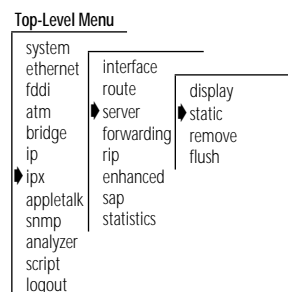 Top-Level Menu
system
ethernet
fddi
atm
bridge
ip
ipx
appletalk
snmp
analyzer
script
logout
interface
route
server
forwarding
rip
enhanced
sap
statistics
display
static
remove
flush